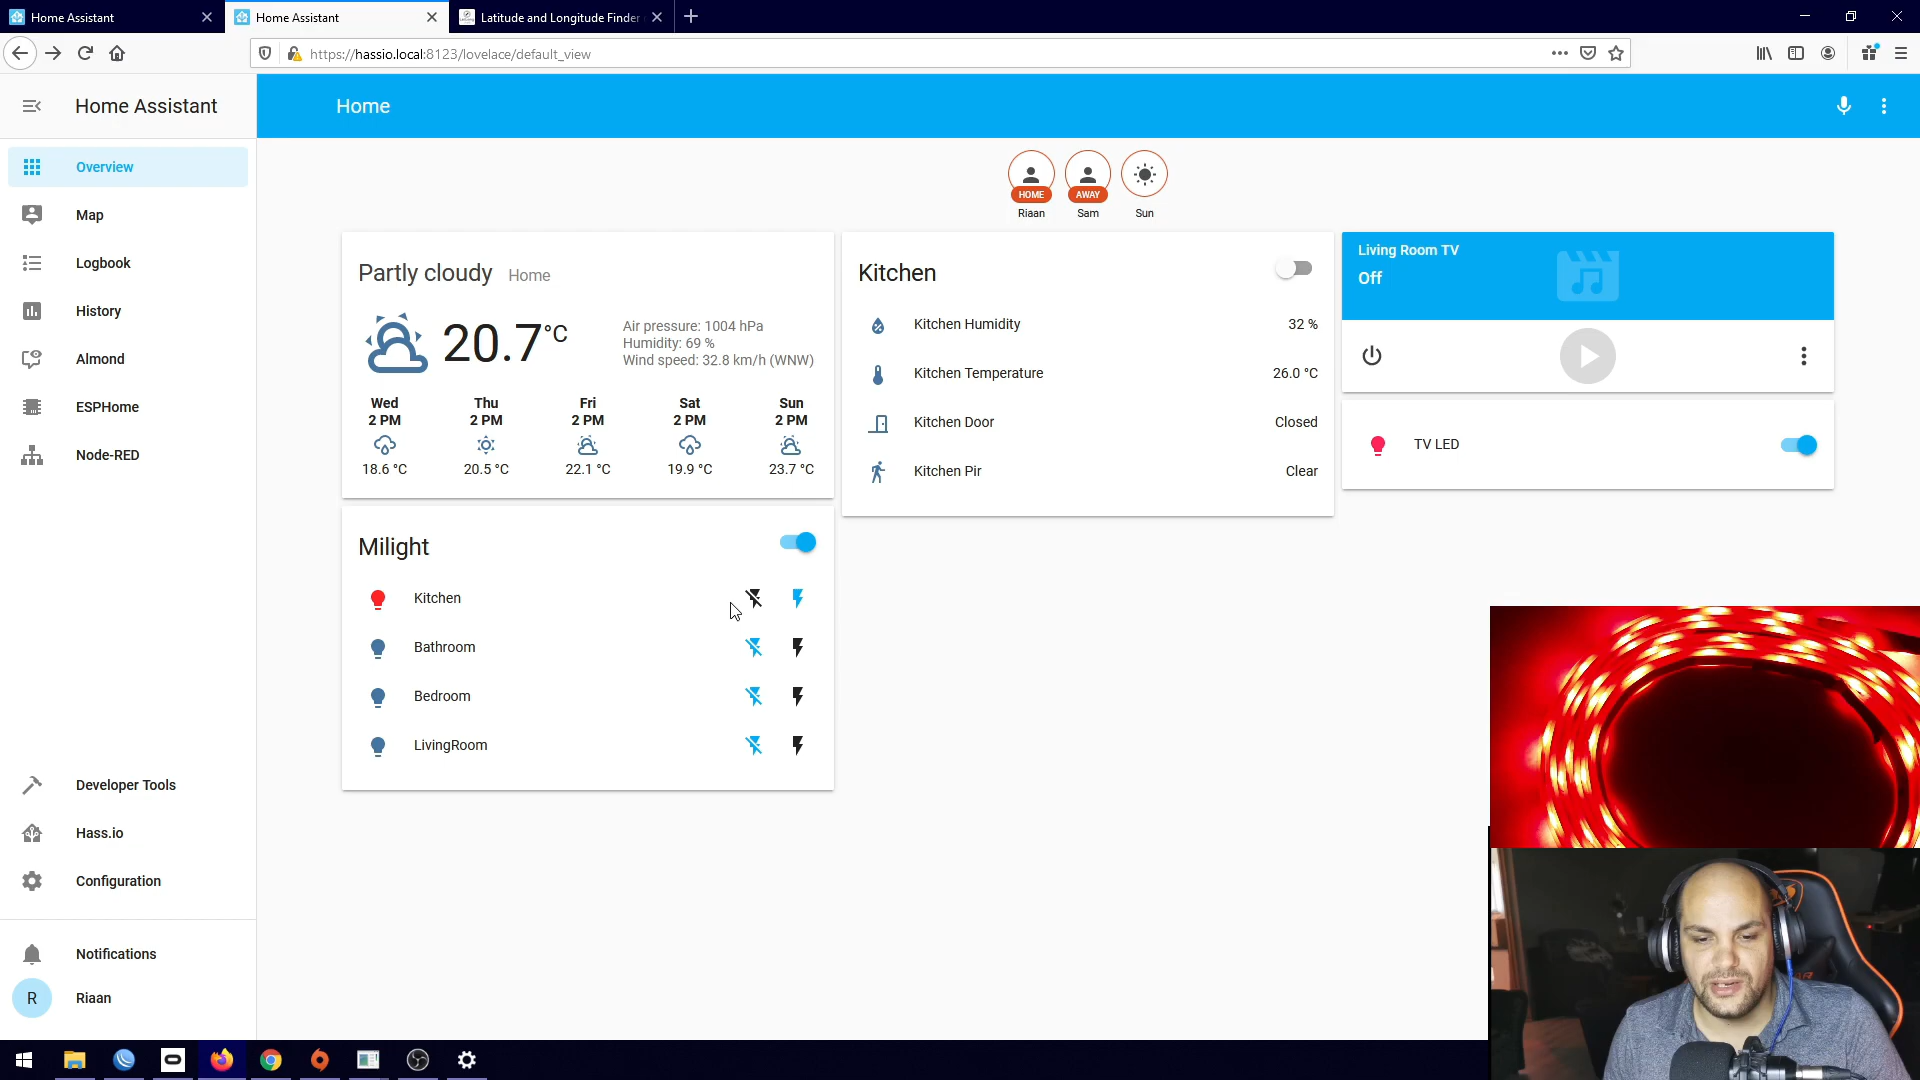 Home Assistant
Home Assistant
Latitude and Longitude Finder
https://hassio.local:8123/lovelace/default_view
Home Assistant
Home
Overview
Map
Logbook
History
Almond
ESPHome
Node-RED
Developer Tools
Hass.io
Configuration
Notifications
R
Riaan
HOME
AWAY
Riaan
Sam
Sun
Partly cloudy
Home
20.7°C
Air pressure: 1004 hPa
Humidity: 69 %
Wind speed: 32.8 km/h (WNW)
Wed Thu Fri Sat Sun
2 PM 2 PM 2 PM 2 PM 2 PM
18.6 °C 20.5 °C 22.1 °C 19.9 °C 23.7 °C
Milight
Kitchen
Bathroom
Bedroom
LivingRoom
Kitchen
Kitchen Humidity 32 %
Kitchen Temperature 26.0 °C
Kitchen Door Closed
Kitchen Pir Clear
Living Room TV
Off
TV LED